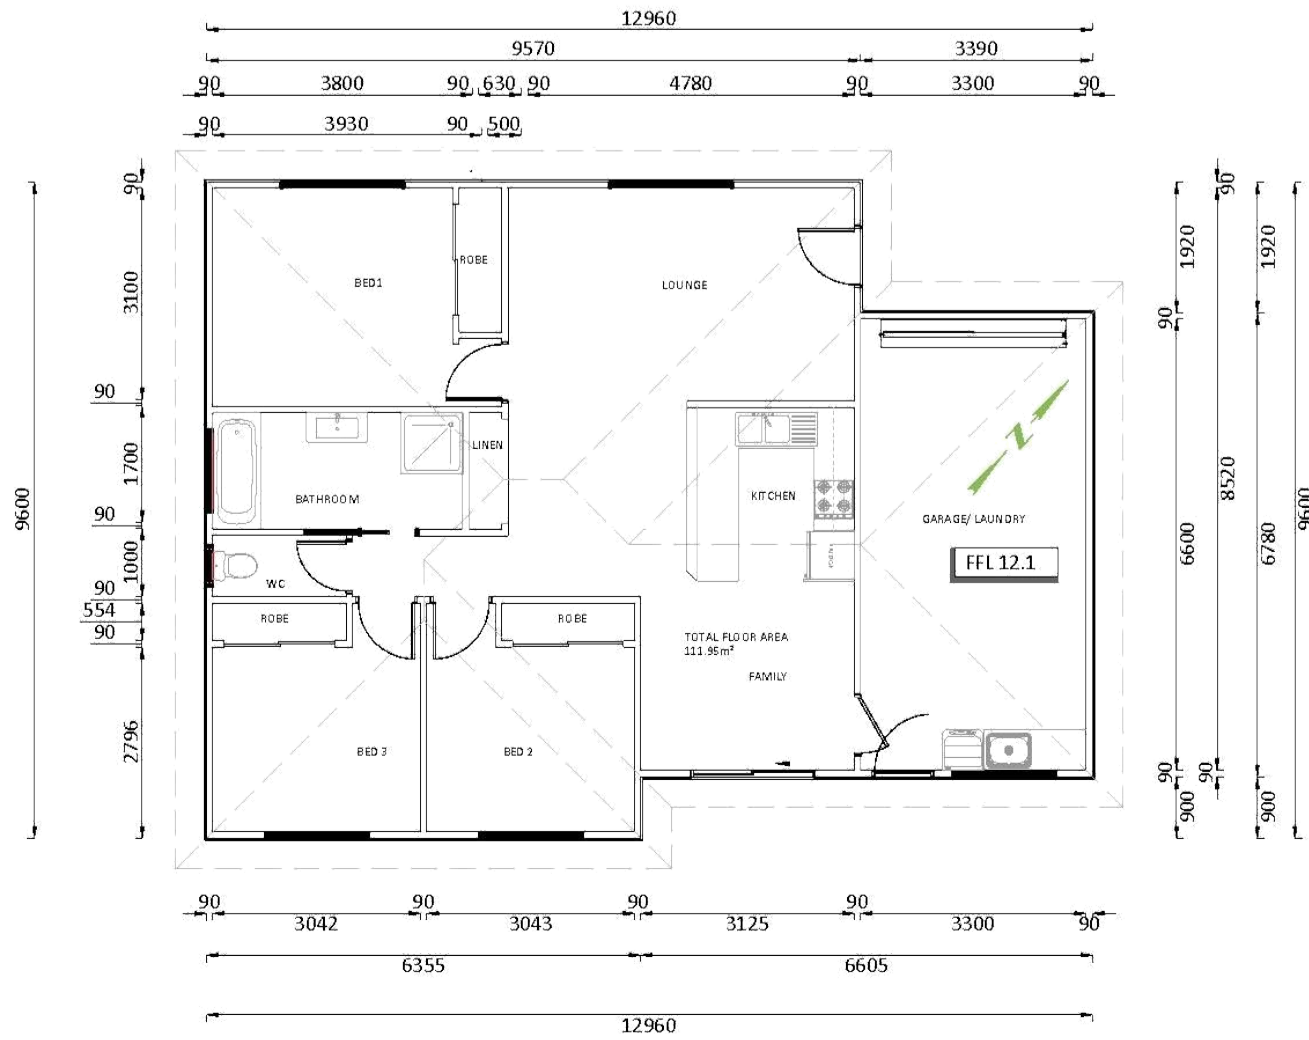 12960
9570 3390
90 3800 90 630 90 4780 90 3300 90
90 3930 90 500
90
3100
90
1700
90
1000
90
554
90
2796
9600
BED1
ROBE
LOUNGE
LINEN
BATHROOM
KITCHEN
GARAGE/ LAUNDRY
N
FFL 12.1
WC
ROBE
ROBE
TOTAL FLOOR AREA
111.95m²
FAMILY
BED 3
BED 2
1920
90
6600
90
900
90
8520
90
1920
6780
900
9600
90 3042 90 3043 90 3125 90 3300 90
6355 6605
12960